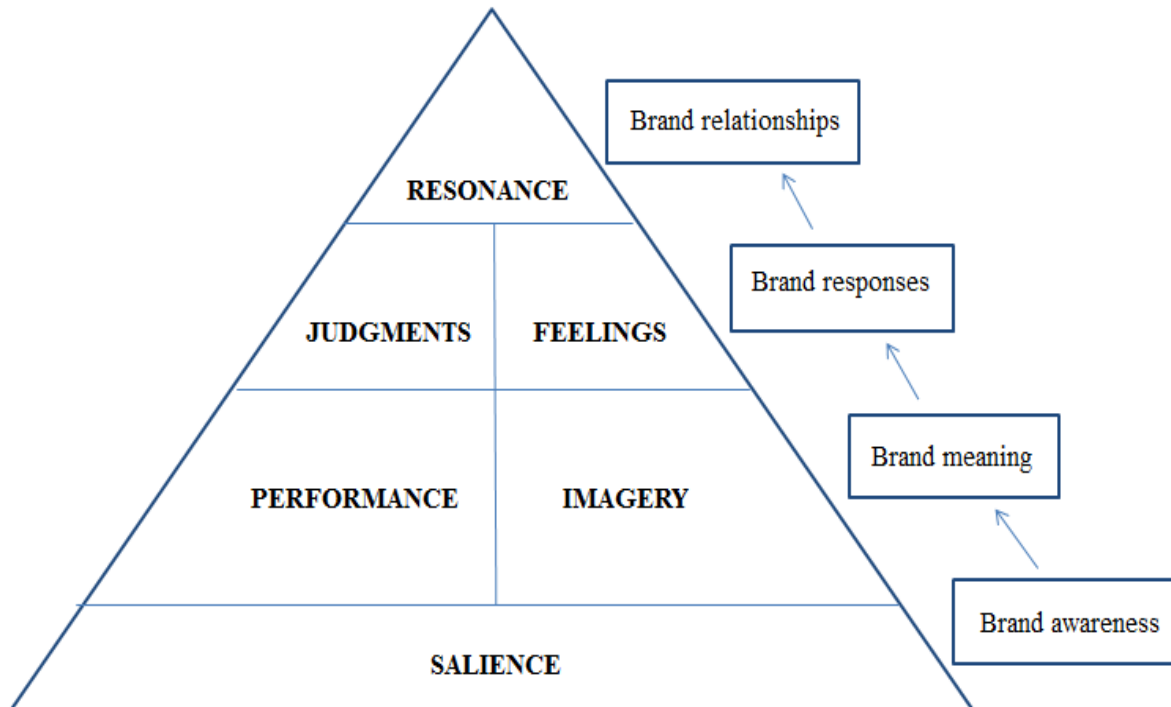 Brand relationships
RESONANCE
Brand responses
JUDGMENTS
FEELINGS
Brand meaning
PERFORMANCE
IMAGERY
Brand awareness
SALIENCE